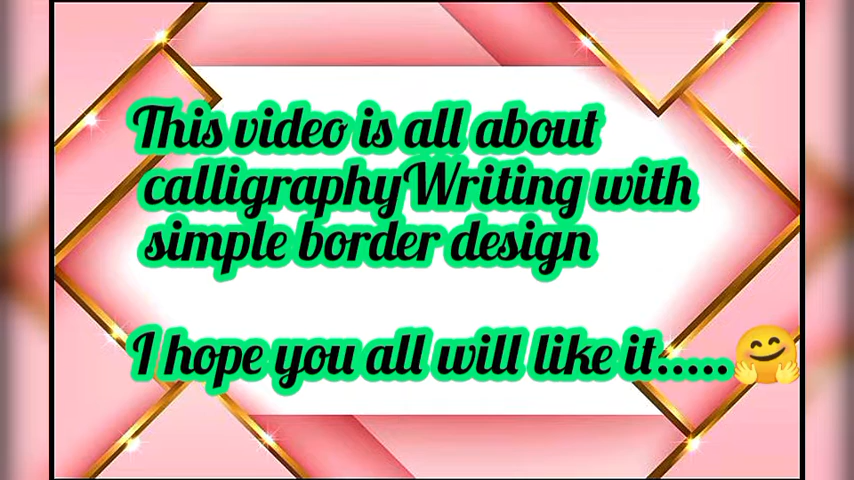 This video is all about
calligraphyWriting with
simple border design
I hope you all will like it.....🤗